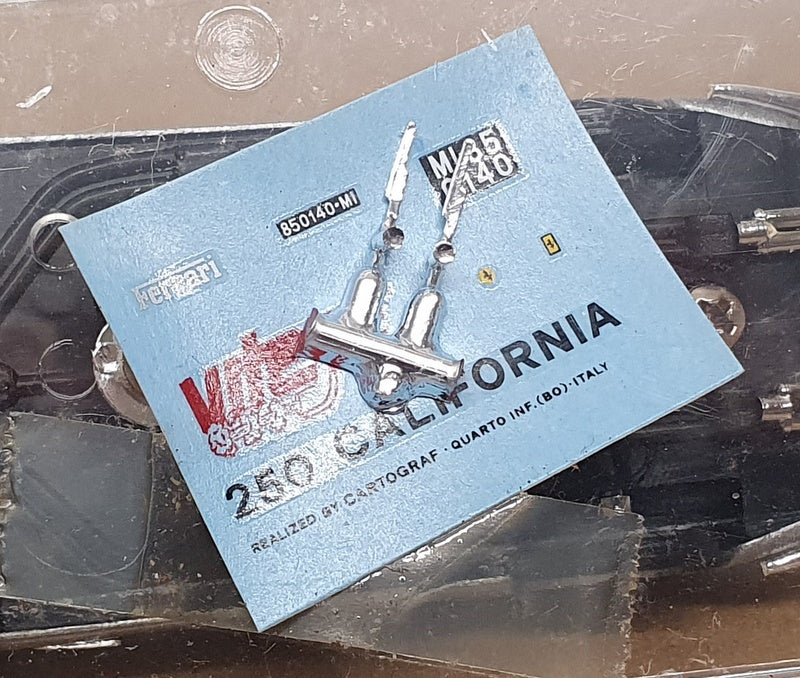 850140-MI
MI 85
0140
Ferrari
250 CALIFORNIA
REALIZED BY CARTOGRAF · QUARTO INF.(BO)·ITALY